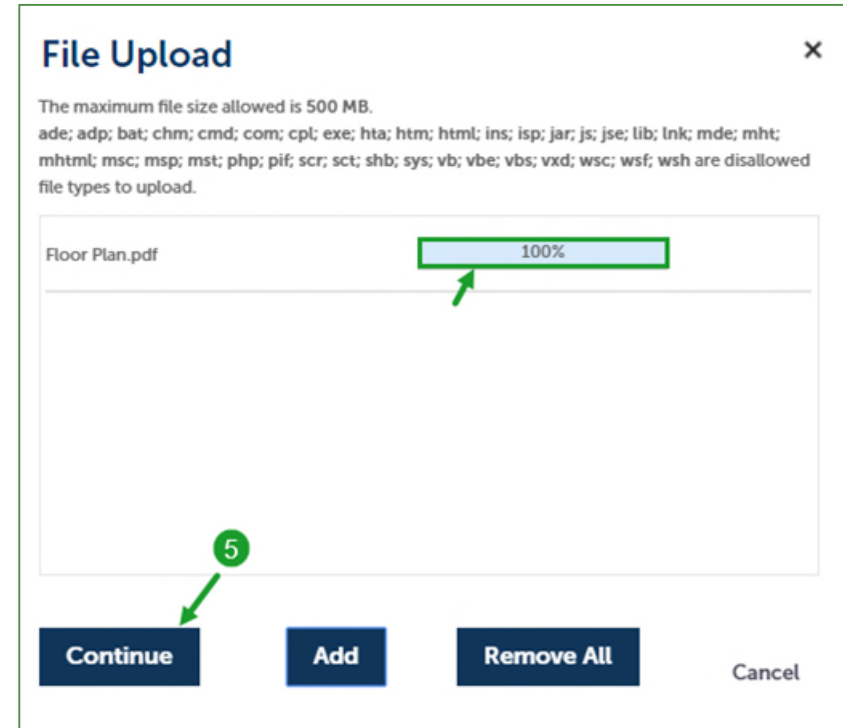 File Upload ×
The maximum file size allowed is 500 MB.
ade; adp; bat; chm; cmd; com; cpl; exe; hta; htm; html; ins; isp; jar; js; jse; lib; lnk; mde; mht;
mhtml; msc; msp; mst; php; pif; scr; sct; shb; sys; vb; vbe; vbs; vxd; wsc; wsf; wsh are disallowed
file types to upload.
Floor Plan.pdf 100%
5
Continue Add Remove All Cancel